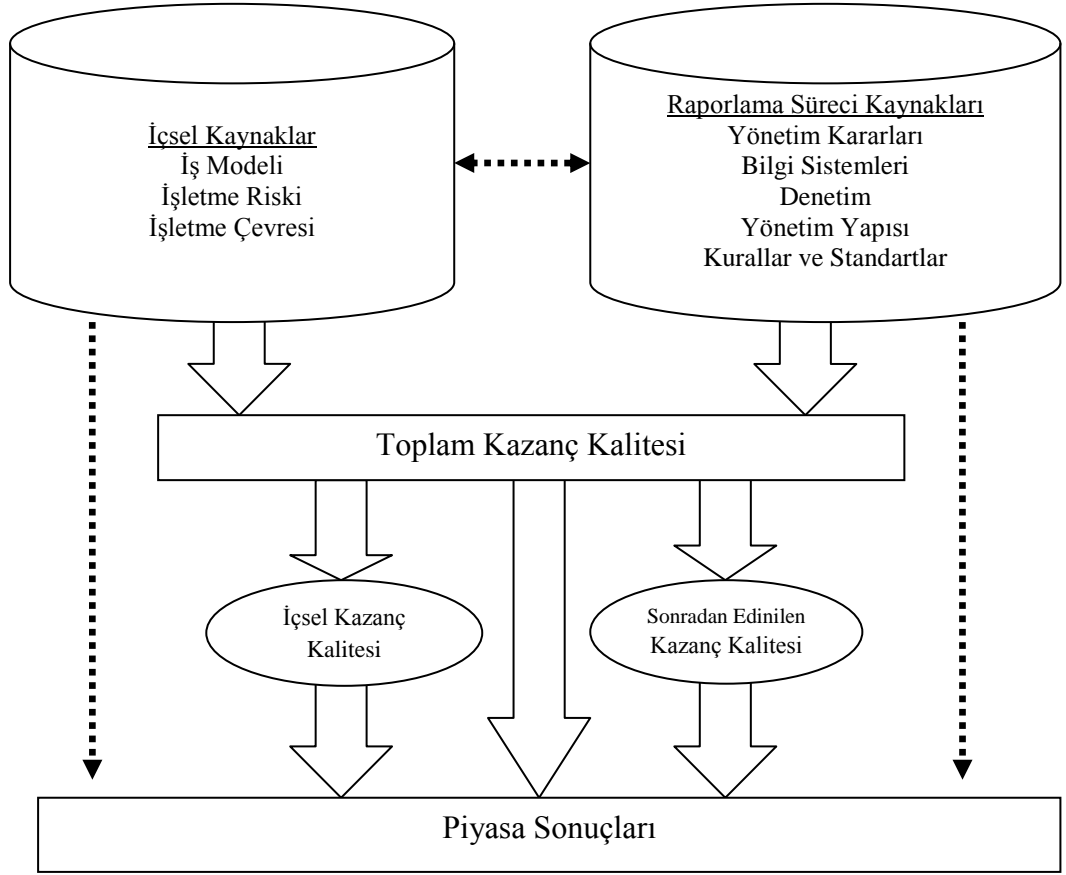 İçsel Kaynaklar
İş Modeli
İşletme Riski
İşletme Çevresi
Raporlama Süreci Kaynakları
Yönetim Kararları
Bilgi Sistemleri
Denetim
Yönetim Yapısı
Kurallar ve Standartlar
Toplam Kazanç Kalitesi
İçsel Kazanç
Kalitesi
Sonradan Edinilen
Kazanç Kalitesi
Piyasa Sonuçları